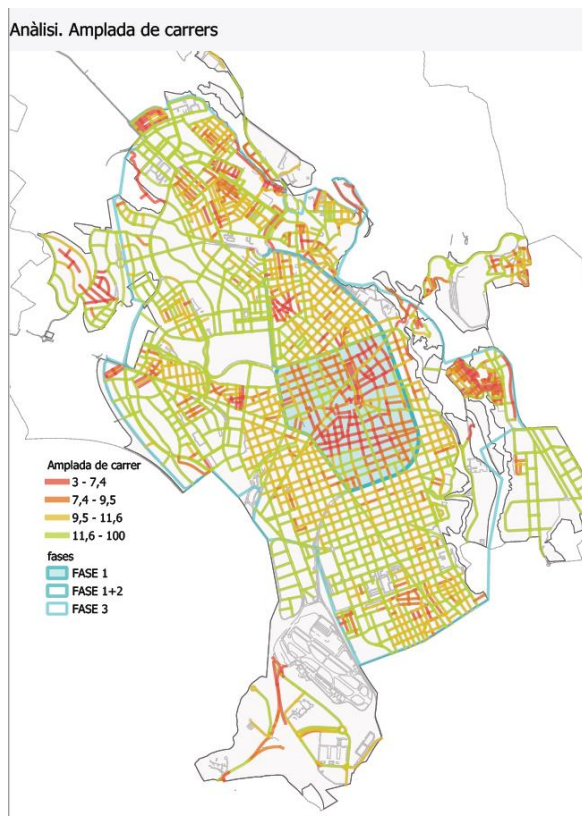 Anàlisi. Amplada de carrers
Amplada de carrer
3 - 7,4
7,4 - 9,5
9,5 - 11,6
11,6 - 100
fases
FASE 1
FASE 1+2
FASE 3